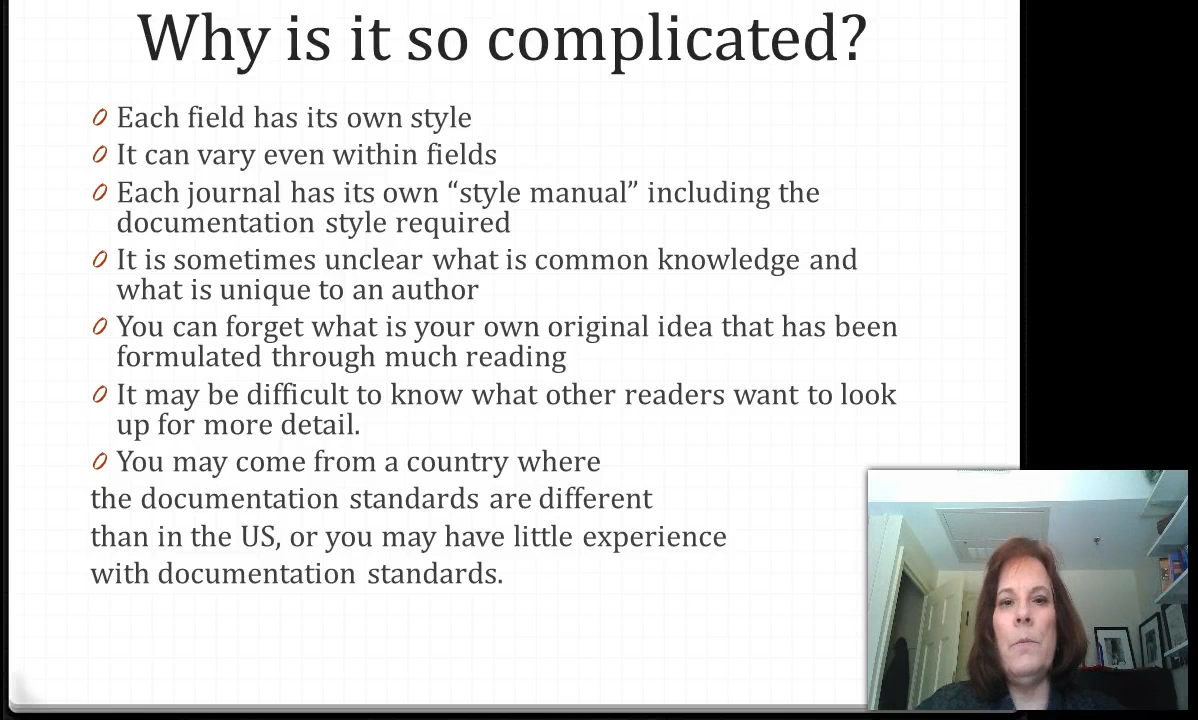 Why is it so complicated?
Each field has its own style
It can vary even within fields
Each journal has its own “style manual” including the
documentation style required
It is sometimes unclear what is common knowledge and
what is unique to an author
You can forget what is your own original idea that has been
formulated through much reading
It may be difficult to know what other readers want to look
up for more detail.
You may come from a country where
the documentation standards are different
than in the US, or you may have little experience
with documentation standards.